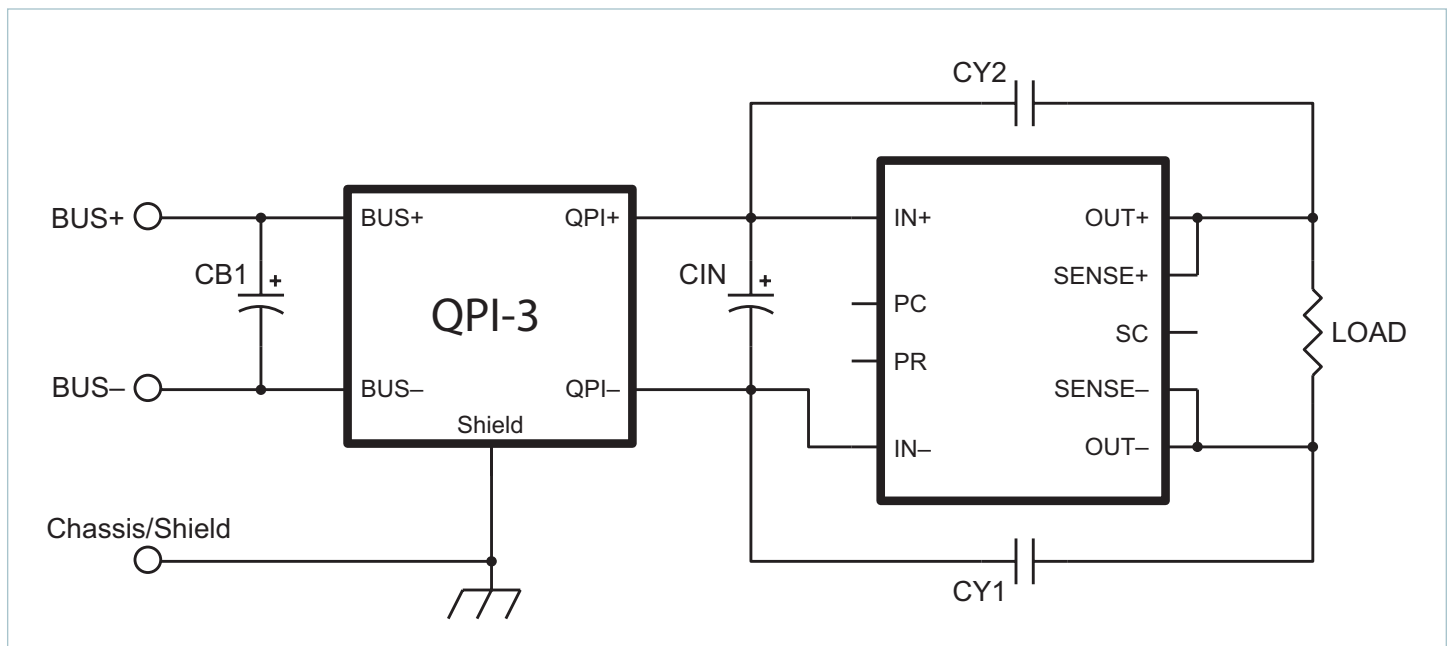 CY2
BUS+
BUS+
QPI+
IN+
OUT+
CB1
+
CIN
+
SENSE+
QPI-3
PC
SC
LOAD
PR
BUS–
BUS–
QPI–
SENSE–
Shield
IN–
OUT–
Chassis/Shield
CY1